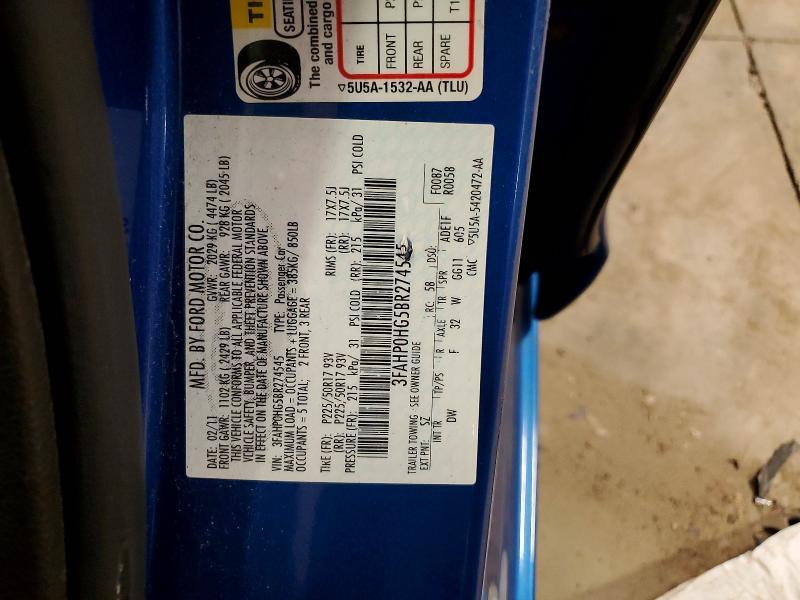 TI
SEATI
The combined
and cargo
TIRE
FRONT P
REAR P
SPARE T1
▽5U5A-1532-AA (TLU)
MFD. BY FORD MOTOR CO.
DATE: 02/11 GVWR: 2029 KG ( 4474 LB)
FRONT GAWR: 1102 KG ( 2429 LB) REAR GAWR: 928 KG ( 2045 LB)
THIS VEHICLE CONFORMS TO ALL APPLICABLE FEDERAL MOTOR
VEHICLE SAFETY, BUMPER, AND THEFT PREVENTION STANDARDS
IN EFFECT ON THE DATE OF MANUFACTURE SHOWN ABOVE.
VIN: 3FAHP0HG5BR274545 TYPE: Passenger Car
MAXIMUM LOAD = OCCUPANTS + LUGGAGE = 385KG/ 850LB
OCCUPANTS = 5 TOTAL; 2 FRONT, 3 REAR
TIRE (FR): P225/50R17 93V RIMS (FR): 17X7.5J
(RR): P225/50R17 93V (RR): 17X7.5J
PRESSURE (FR): 215 kPa/ 31 PSI COLD (RR): 215 kPa/ 31 PSI COLD
3FAHP0HG5BR274545
TRAILER TOWING - SEE OWNER GUIDE
F0087
R0058
EXT PNT: SZ RC: 58 DSO:
INT TR TP/PS R AXLE TR SPR ADE1F
DW F 32 W GG11 605
CMC ▽5U5A-5420472-AA